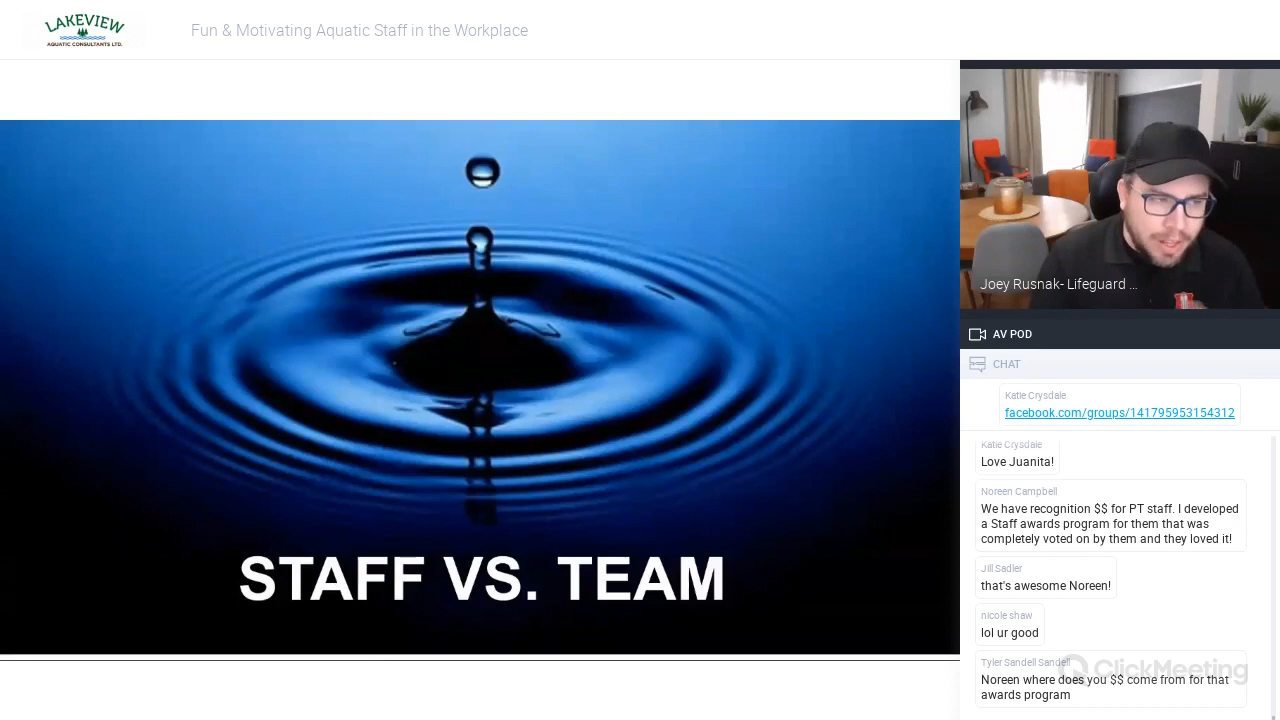 LAKEVIEW
AQUATIC CONSULTANTS LTD.
Fun & Motivating Aquatic Staff in the Workplace
STAFF VS. TEAM
Joey Rusnak- Lifeguard ...
AV POD
CHAT
Katie Crysdale
facebook.com/groups/141795953154312
Katie Crysdale
Love Juanita!
Noreen Campbell
We have recognition $$ for PT staff. I developed
a Staff awards program for them that was
completely voted on by them and they loved it!
Jill Sadler
that's awesome Noreen!
nicole shaw
lol ur good
Tyler Sandell Sandell
Noreen where does you $$ come from for that
awards program
ClickMeeting